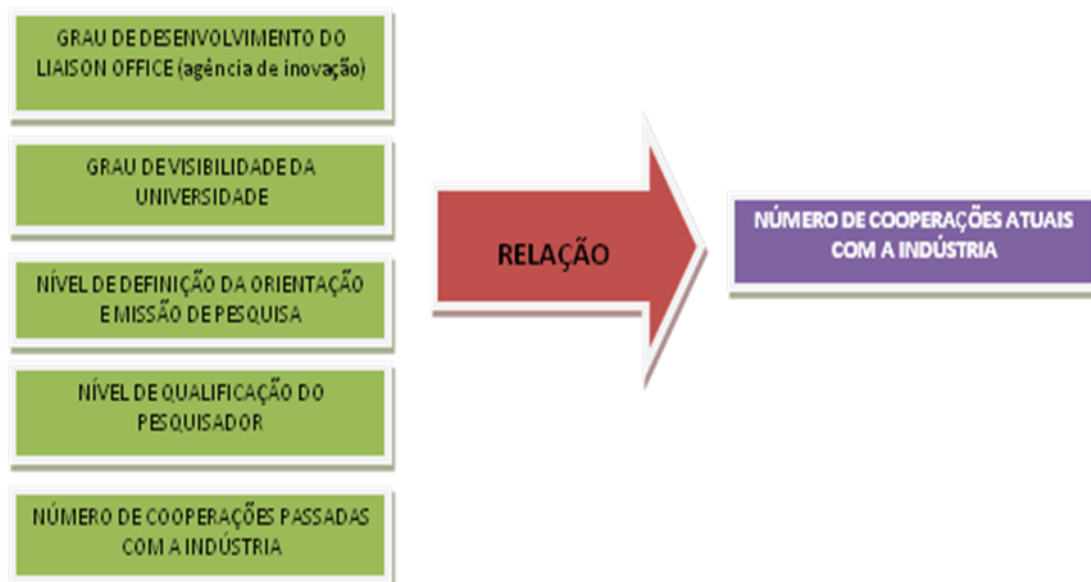 GRAU DE DESENVOLVIMENTO DO
LIAISON OFFICE (agência de inovação)
GRAU DE VISIBILIDADE DA
UNIVERSIDADE
NÍVEL DE DEFINIÇÃO DA ORIENTAÇÃO
E MISSÃO DE PESQUISA
NÍVEL DE QUALIFICAÇÃO DO
PESQUISADOR
NÚMERO DE COOPERAÇÕES PASSADAS
COM A INDÚSTRIA
RELAÇÃO
NÚMERO DE COOPERAÇÕES ATUAIS
COM A INDÚSTRIA